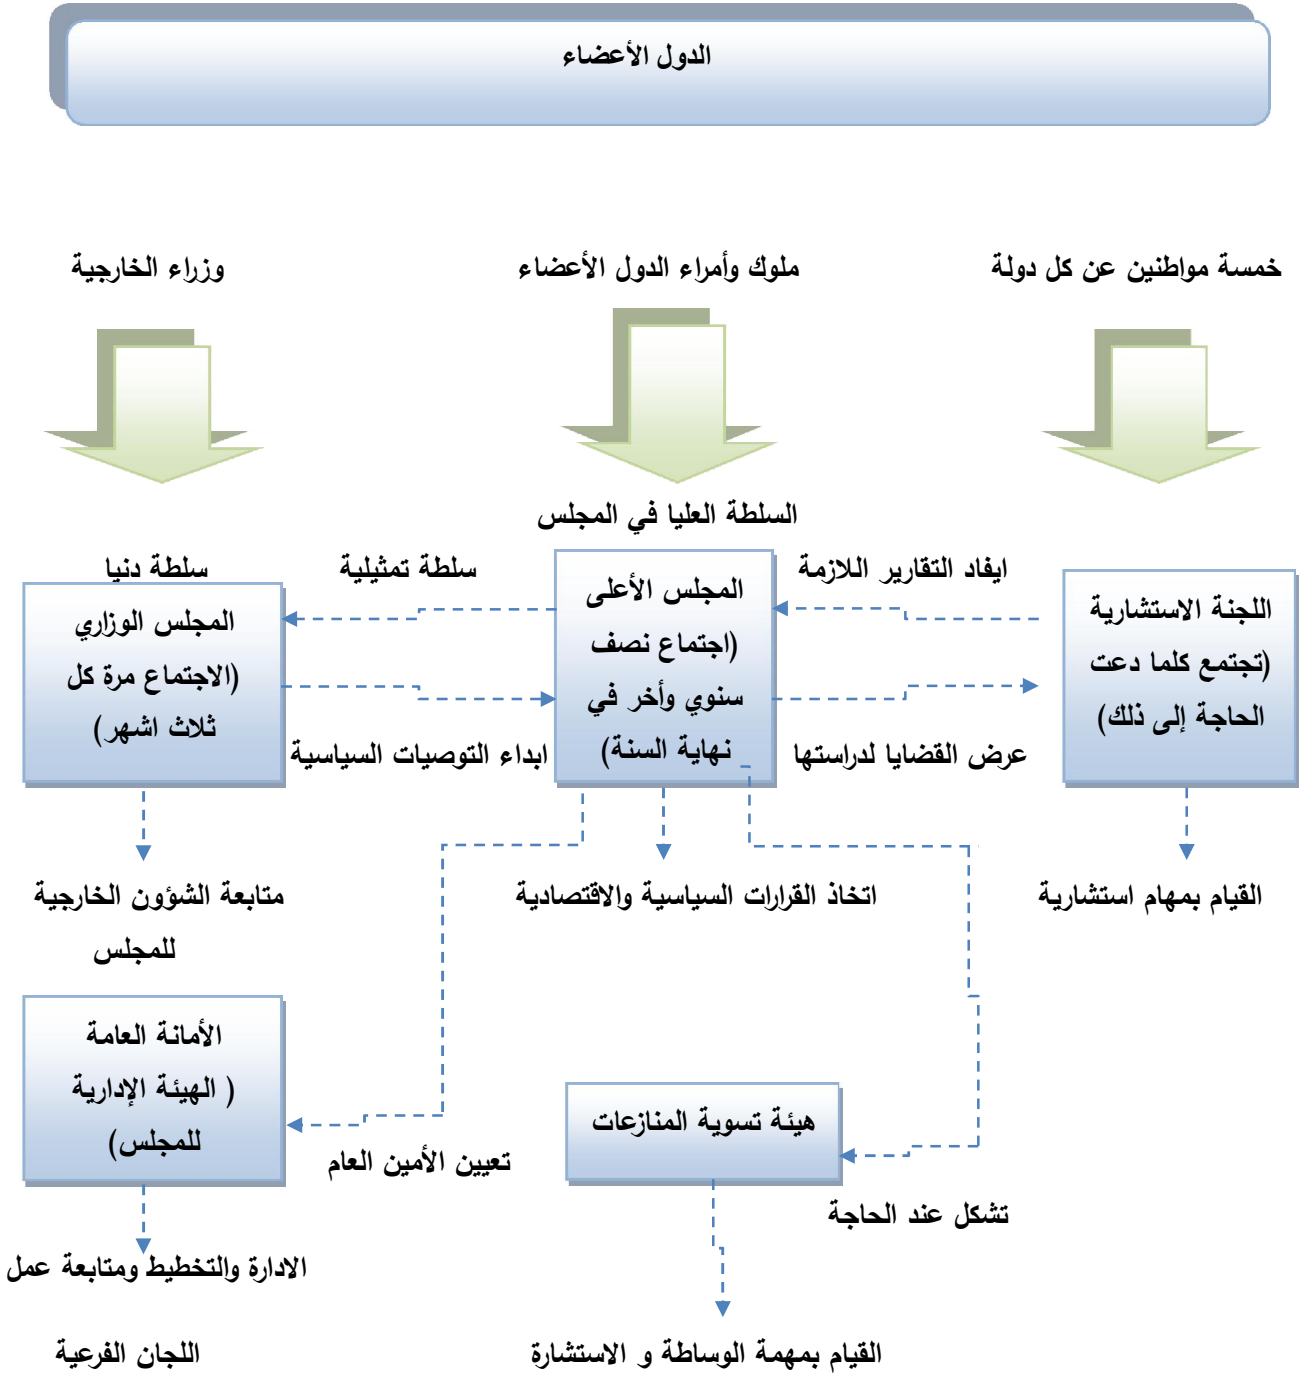 الدول الأعضاء
خمسة مواطنين عن كل دولة
ملوك وأمراء الدول الأعضاء
وزراء الخارجية
السلطة العليا في المجلس
ايفاد التقارير اللازمة
سلطة تمثيلية
سلطة دنيا
اللجنة الاستشارية
(تجتمع كلما دعت
الحاجة إلى ذلك)
المجلس الأعلى
(اجتماع نصف
سنوي وأخر في
نهاية السنة)
المجلس الوزاري
(الاجتماع مرة كل
ثلاث اشهر)
عرض القضايا لدراستها
ابداء التوصيات السياسية
القيام بمهام استشارية
اتخاذ القرارات السياسية والاقتصادية
متابعة الشؤون الخارجية
للمجلس
الأمانة العامة
( الهيئة الإدارية
للمجلس)
هيئة تسوية المنازعات
تعيين الأمين العام
تشكل عند الحاجة
الادارة والتخطيط ومتابعة عمل
اللجان الفرعية
القيام بمهمة الوساطة و الاستشارة